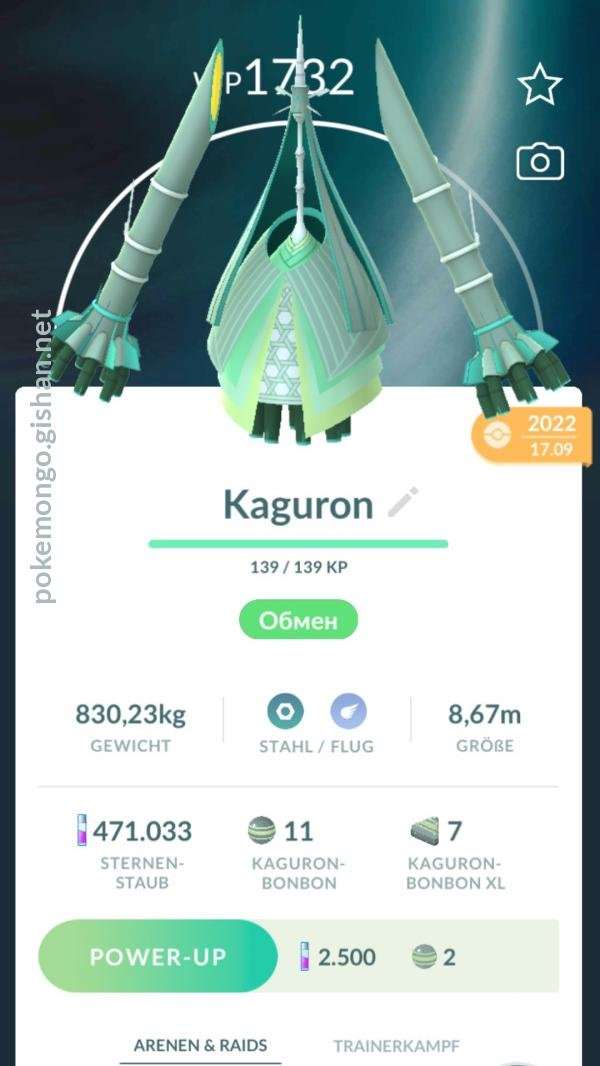 WP1732
2022
17.09
Kaguron
139 / 139 KP
Обмен
830,23kg
GEWICHT
STAHL / FLUG
8,67m
GRÖßE
471.033
STERNEN-
STAUB
11
KAGURON-
BONBON
7
KAGURON-
BONBON XL
POWER-UP
2.500
2
ARENEN & RAIDS
TRAINERKAMPF
pokemongo.gishan.net